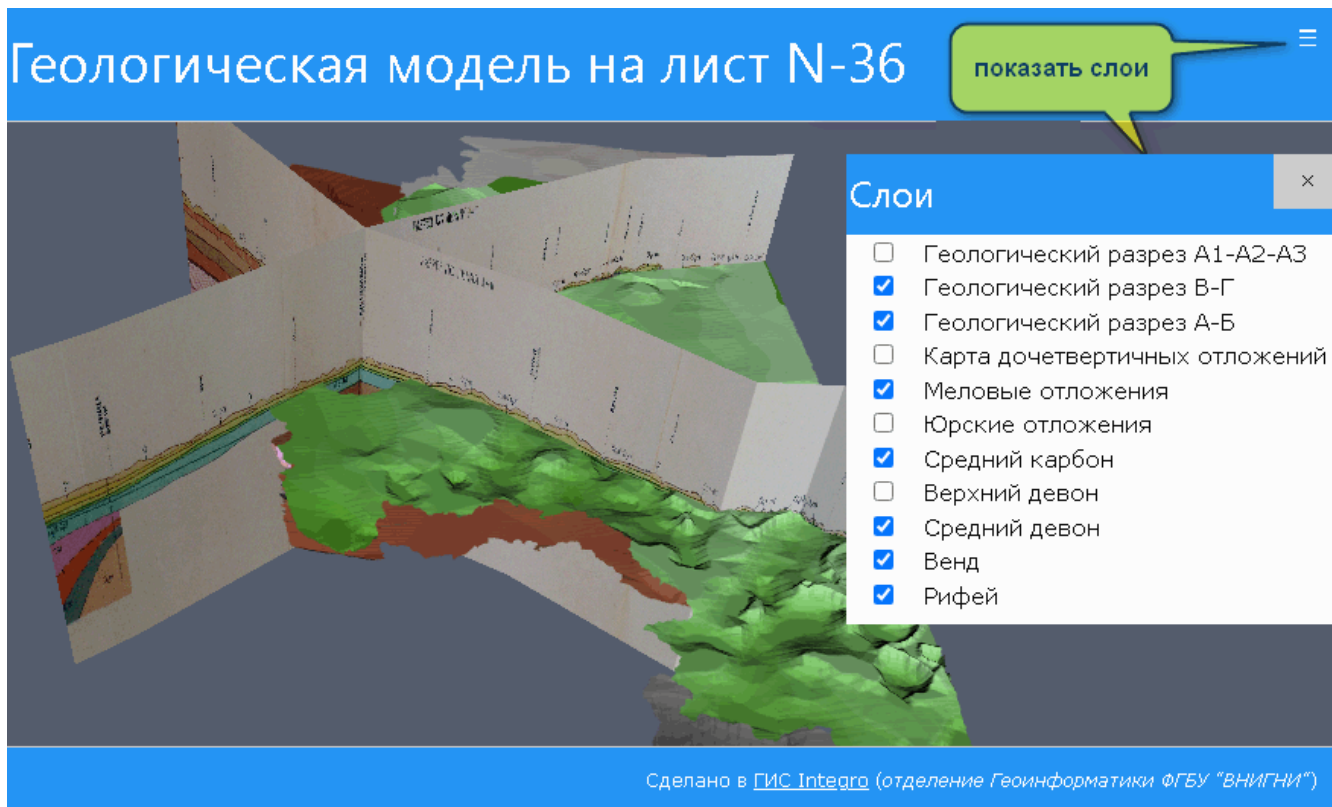 Геологическая модель на лист N-36
показать слои
Слои
Геологический разрез А1-А2-А3
Геологический разрез В-Г
Геологический разрез А-Б
Карта дочетвертичных отложений
Меловые отложения
Юрские отложения
Средний карбон
Верхний девон
Средний девон
Венд
Рифей
Сделано в ГИС Integro (отделение Геоинформатики ФГБУ "ВНИГНИ")